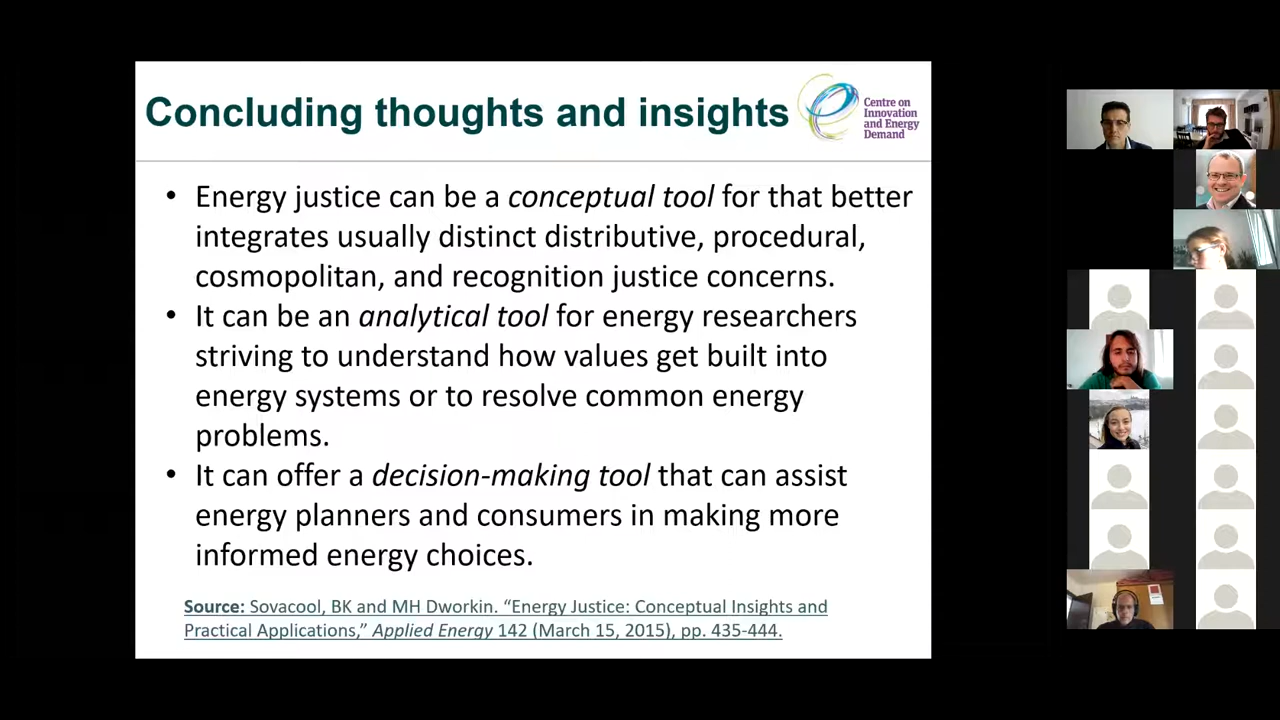 Concluding thoughts and insights
Centre on
Innovation
and Energy
Demand
• Energy justice can be a conceptual tool for that better
integrates usually distinct distributive, procedural,
cosmopolitan, and recognition justice concerns.
• It can be an analytical tool for energy researchers
striving to understand how values get built into
energy systems or to resolve common energy
problems.
• It can offer a decision-making tool that can assist
energy planners and consumers in making more
informed energy choices.
Source: Sovacool, BK and MH Dworkin. “Energy Justice: Conceptual Insights and
Practical Applications,” Applied Energy 142 (March 15, 2015), pp. 435-444.